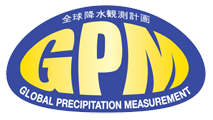 全球降水観測計画
GPM
GLOBAL PRECIPITATION MEASUREMENT